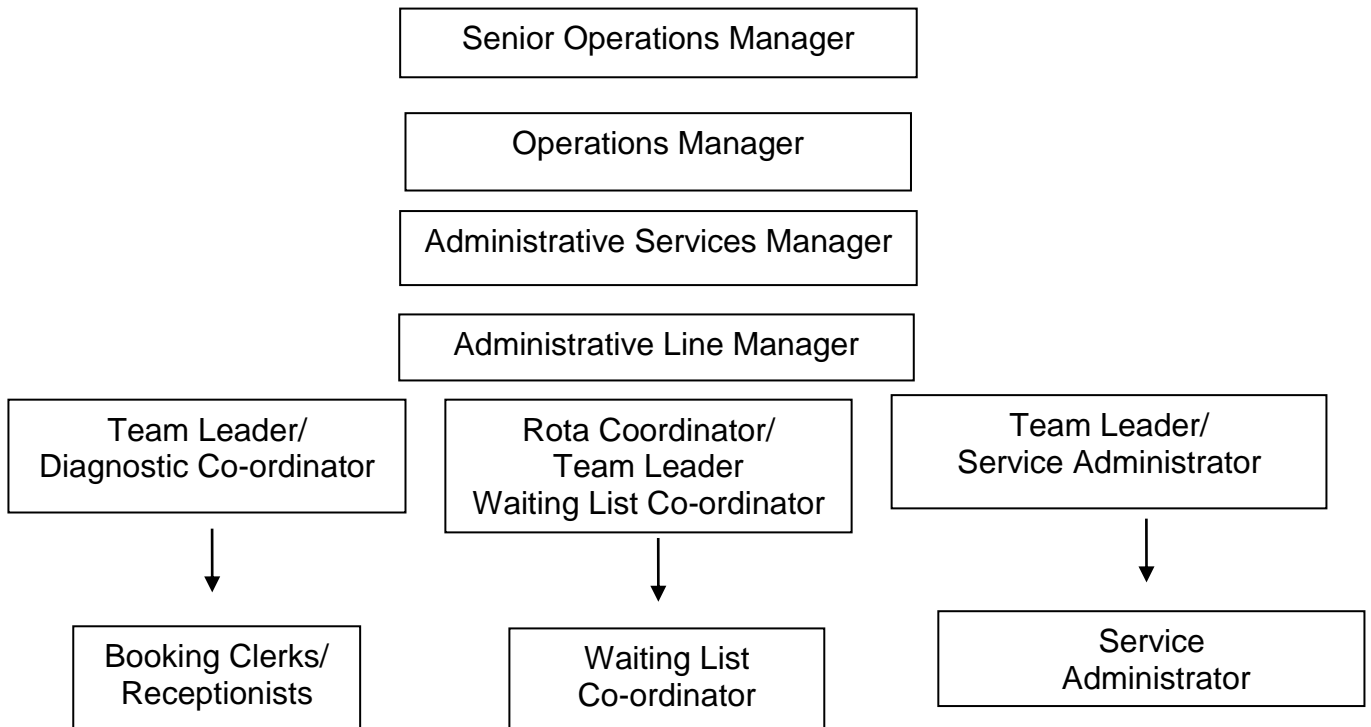 Senior Operations Manager
Operations Manager
Administrative Services Manager
Administrative Line Manager
Team Leader/
Diagnostic Co-ordinator
Rota Coordinator/
Team Leader
Waiting List Co-ordinator
Team Leader/
Service Administrator
Booking Clerks/
Receptionists
Waiting List
Co-ordinator
Service
Administrator